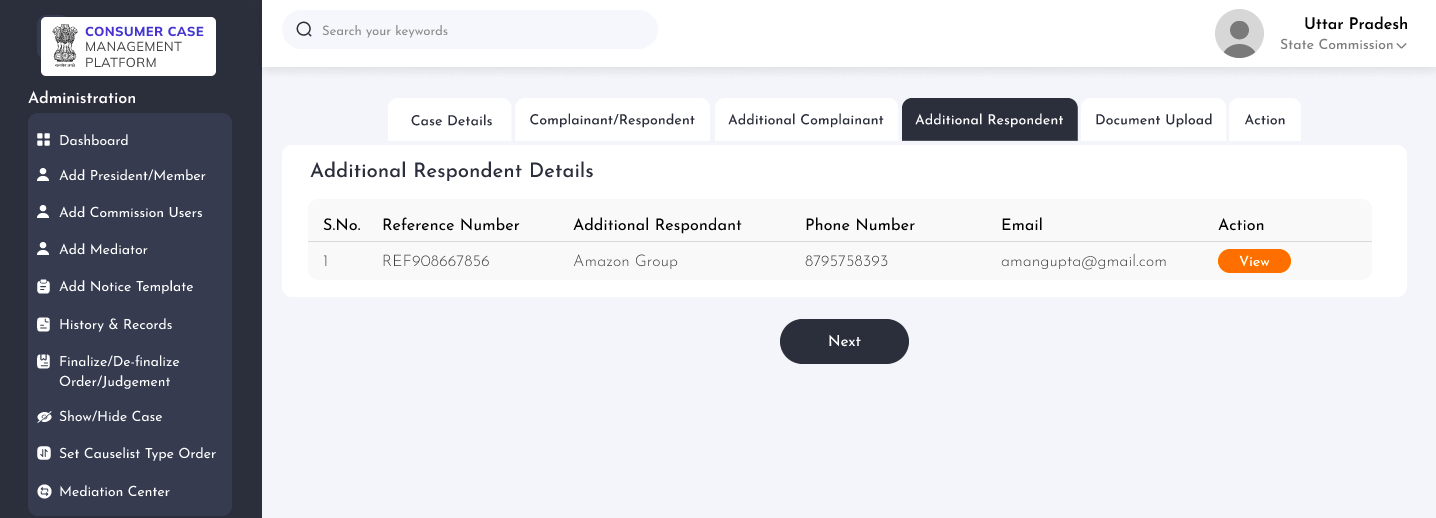 CONSUMER CASE
MANAGEMENT
PLATFORM
Administration
Dashboard
Add President/Member
Add Commission Users
Add Mediator
Add Notice Template
History & Records
Finalize/De-finalize
Order/Judgement
Show/Hide Case
Set Causelist Type Order
Mediation Center
Search your keywords
Uttar Pradesh
State Commission
Case Details Complainant/Respondent Additional Complainant Additional Respondent Document Upload Action
Additional Respondent Details
S.No. Reference Number Additional Respondant Phone Number Email Action
1 REF908667856 Amazon Group 8795758393 amangupta@gmail.com View
Next